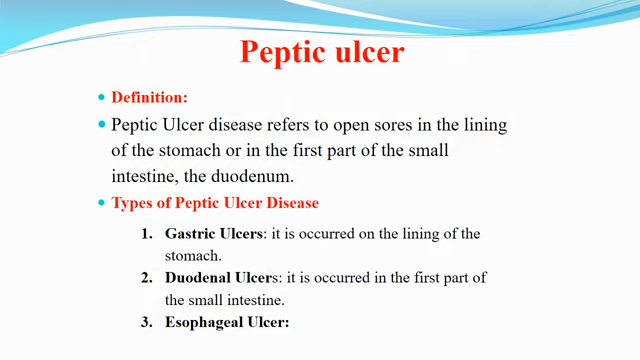 Peptic ulcer
• Definition:
• Peptic Ulcer disease refers to open sores in the lining
of the stomach or in the first part of the small
intestine, the duodenum.
• Types of Peptic Ulcer Disease
1. Gastric Ulcers: it is occurred on the lining of the
stomach.
2. Duodenal Ulcers: it is occurred in the first part of
the small intestine.
3. Esophageal Ulcer: